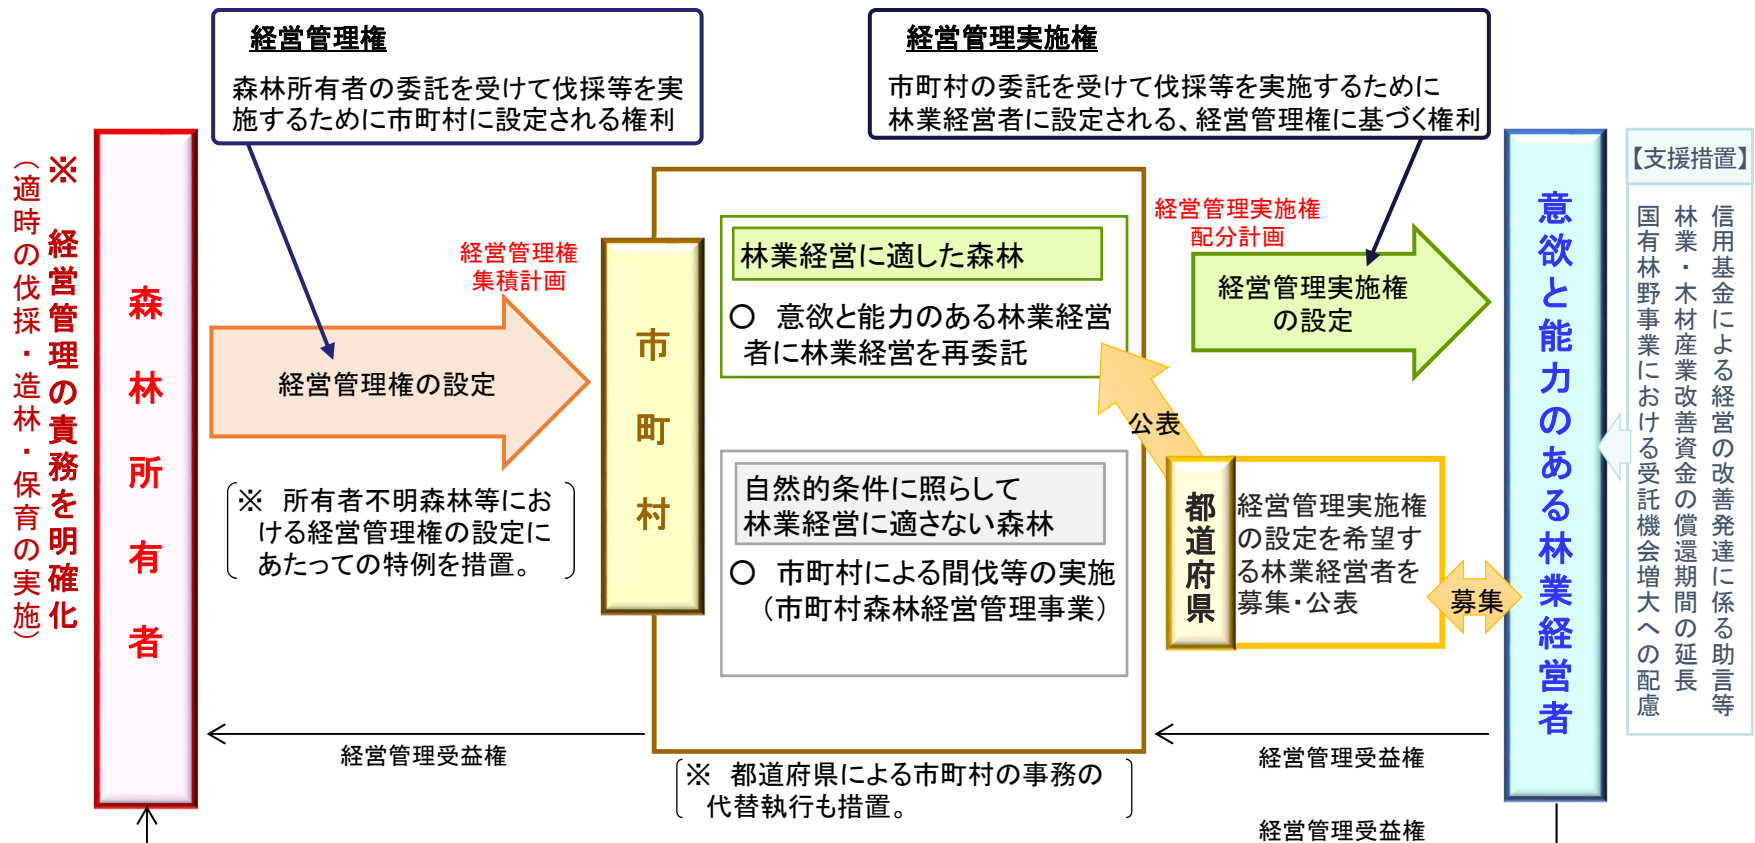 経営管理権
森林所有者の委託を受けて伐採等を実
施するために市町村に設定される権利
経営管理実施権
市町村の委託を受けて伐採等を実施するために
林業経営者に設定される、経営管理権に基づく権利
※　経営管理の責務を明確化
（適時の伐採・造林・保育の実施）
森林所有者
経営管理権
集積計画
経営管理権の設定
※　所有者不明森林等にお
ける経営管理権の設定に
あたっての特例を措置。
市町村
林業経営に適した森林
○　意欲と能力のある林業経営
者に林業経営を再委託
自然的条件に照らして
林業経営に適さない森林
○　市町村による間伐等の実施
（市町村森林経営管理事業）
経営管理実施権
配分計画
経営管理実施権
の設定
公表
都道府県
経営管理実施権
の設定を希望す
る林業経営者を
募集・公表
募集
意欲と能力のある林業経営者
【支援措置】
信用基金による経営の改善発達に係る助言等
林業・木材産業改善資金の償還期間の延長
国有林野事業における受託機会増大への配慮
経営管理受益権
経営管理受益権
※　都道府県による市町村の事務の
代替執行も措置。
経営管理受益権